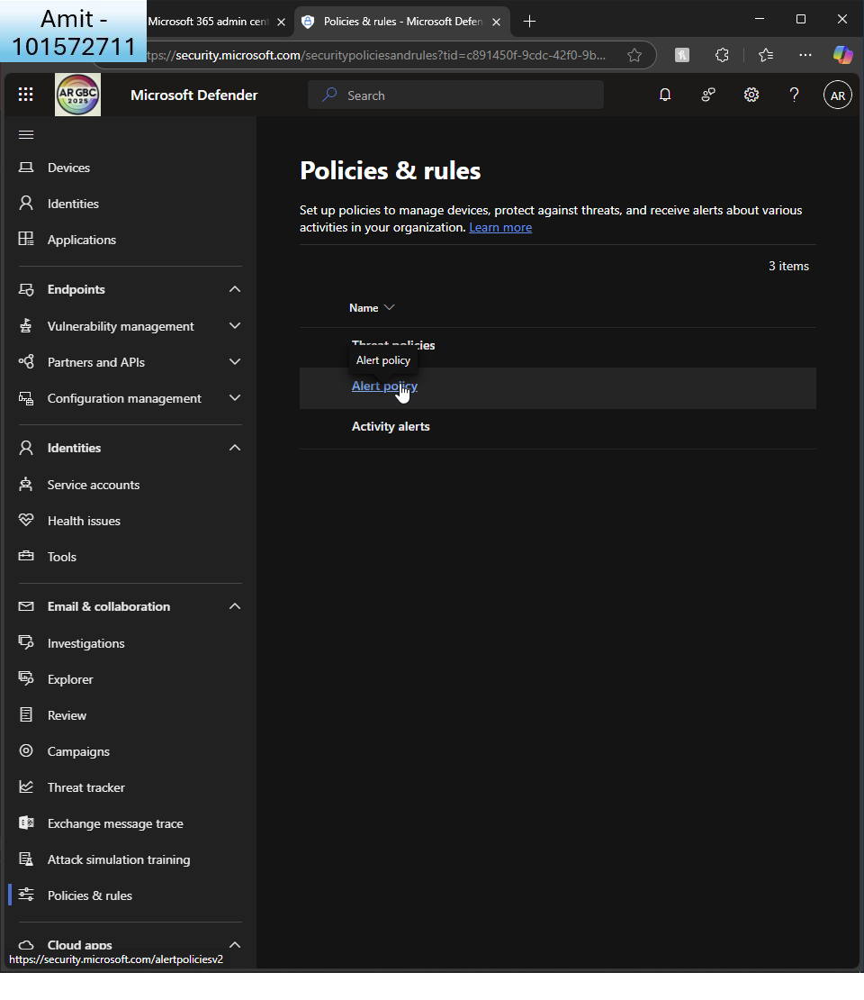 Amit -
101572711
Microsoft 365 admin cent
Policies & rules - Microsoft Defen
tps://security.microsoft.com/securitypoliciesandrules?tid=c891450f-9cdc-42f0-9b...
AR GBC
2025
Microsoft Defender
Search
AR
Devices
Identities
Applications
Endpoints
Vulnerability management
Partners and APIs
Configuration management
Identities
Service accounts
Health issues
Tools
Email & collaboration
Investigations
Explorer
Review
Campaigns
Threat tracker
Exchange message trace
Attack simulation training
Policies & rules
Cloud apps
https://security.microsoft.com/alertpoliciesv2
Policies & rules
Set up policies to manage devices, protect against threats, and receive alerts about various
activities in your organization. Learn more
3 items
Name
Threat policies
Alert policy
Alert policy
Activity alerts